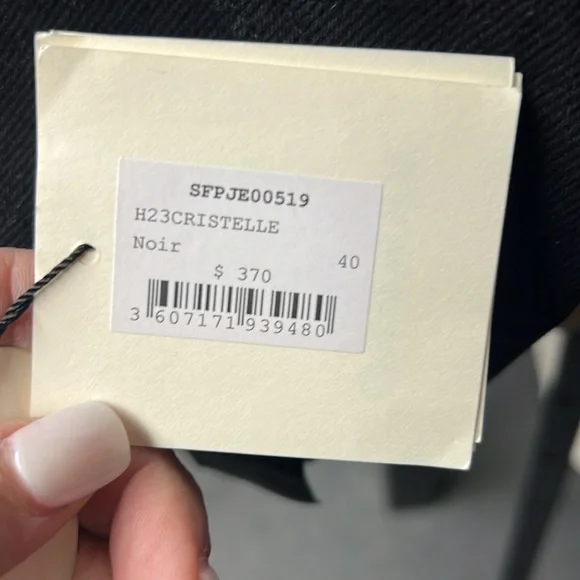 SFPJE00519
H23CRISTELLE
Noir
40
$ 370
3 607171 939480